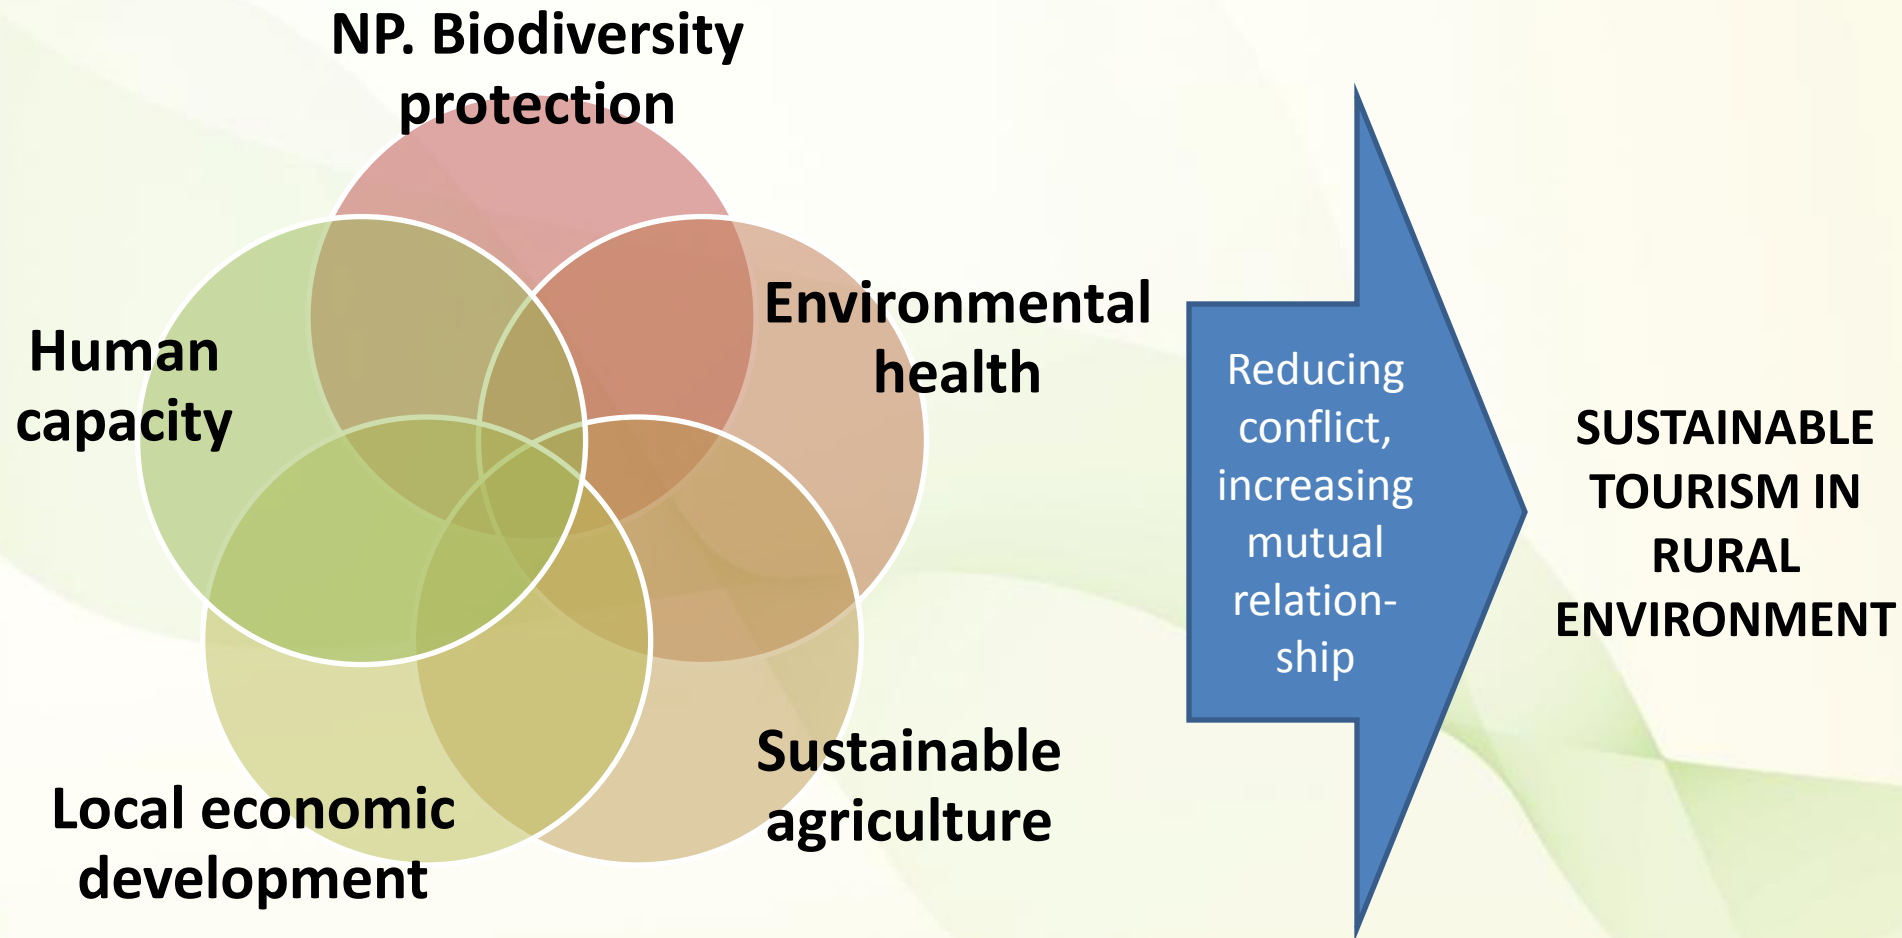 NP. Biodiversity
protection
Environmental
health
Human
capacity
Sustainable
agriculture
Local economic
development
Reducing
conflict,
increasing
mutual
relation-
ship
SUSTAINABLE
TOURISM IN
RURAL
ENVIRONMENT